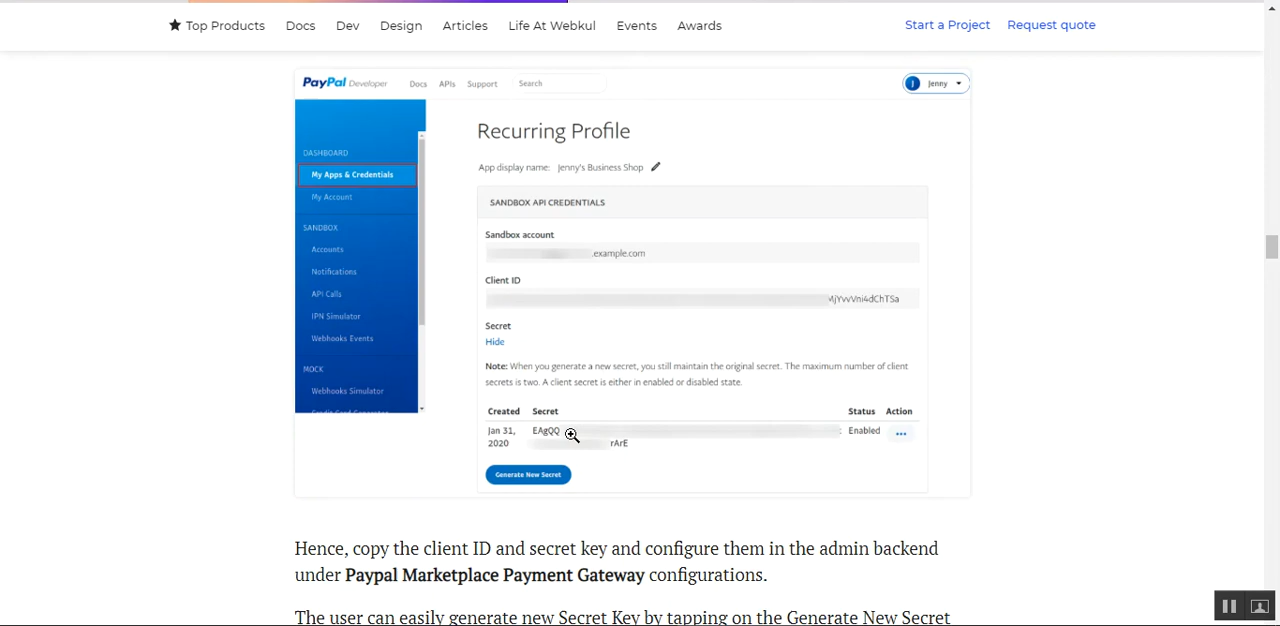 ★ Top Products Docs Dev Design Articles Life At Webkul Events Awards Start a Project Request quote
PayPal Developer Docs APIs Support Search J Jenny
DASHBOARD
My Apps & Credentials
My Account
SANDBOX
Accounts
Notifications
API Calls
IPN Simulator
Webhooks Events
MOCK
Webhooks Simulator
Credit Card Generator
Recurring Profile
App display name: Jenny's Business Shop
SANDBOX API CREDENTIALS
Sandbox account
.example.com
Client ID
MjYvvVni4dChTSa
Secret
Hide
Note: When you generate a new secret, you still maintain the original secret. The maximum number of client
secrets is two. A client secret is either in enabled or disabled state.
Created Secret Status Action
Jan 31, EAgQQ Enabled •••
2020 rArE
Generate New Secret
Hence, copy the client ID and secret key and configure them in the admin backend
under Paypal Marketplace Payment Gateway configurations.
The user can easily generate new Secret Key by tapping on the Generate New Secret